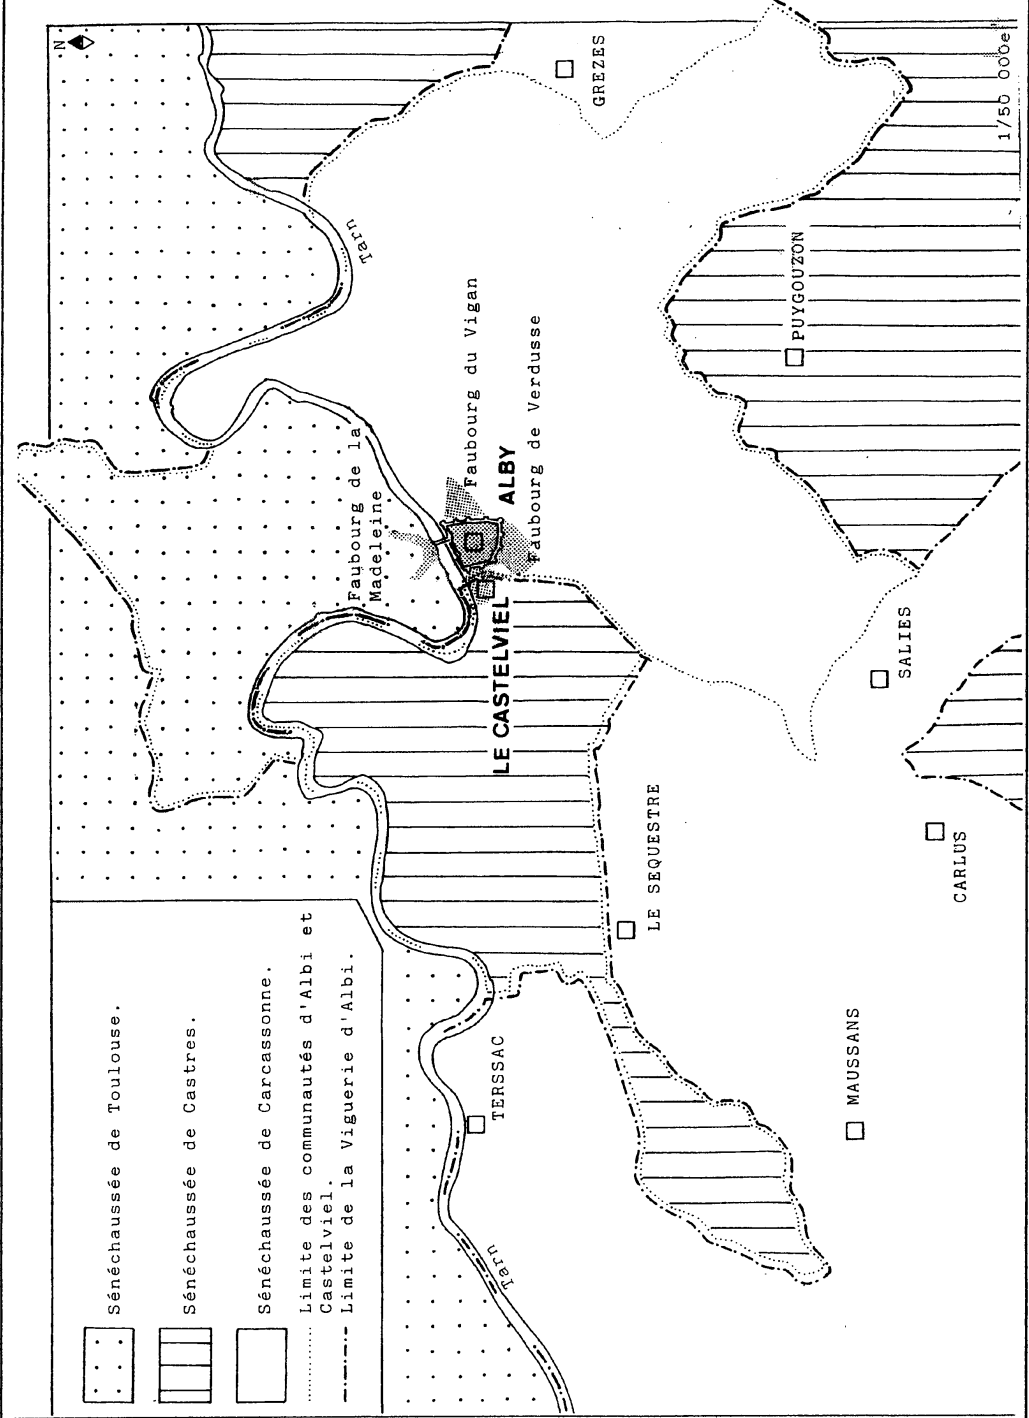 N
Sénéchaussée de Toulouse.
Sénéchaussée de Castres.
Sénéchaussée de Carcassonne.
Limite des communautés d'Albi et
Castelviel.
Limite de la Viguerie d'Albi.
Tarn
Faubourg de la
Madeleine
Faubourg du Vigan
ALBY
Faubourg de Verdusse
LE CASTELVIEL
GREZES
PUYGOUZON
SALIES
CARLUS
LE SEQUESTRE
MAUSSANS
TERSSAC
Tarn
1/50 000e